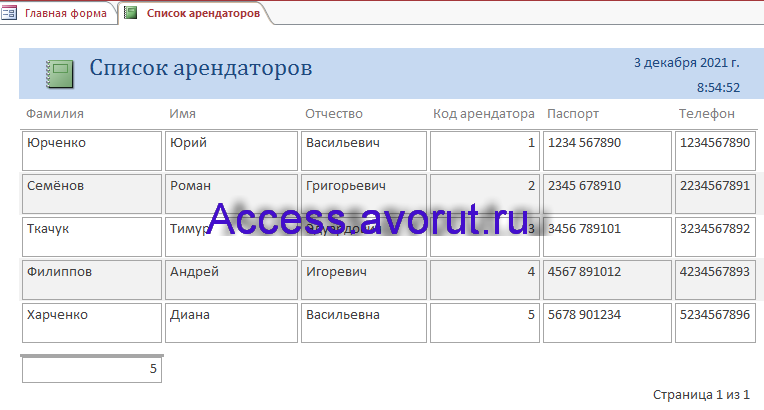 Главная форма Список арендаторов
Список арендаторов 3 декабря 2021 г.
8:54:52
Фамилия Имя Отчество Код арендатора Паспорт Телефон
Юрченко Юрий Васильевич 1 1234 567890 1234567890
Семёнов Роман Григорьевич 2 2345 678910 2234567891
Access.avorut.ru
Ткачук Тимур Эдуардович 3 3456 789101 3234567892
Филиппов Андрей Игоревич 4 4567 891012 4234567893
Харченко Диана Васильевна 5 5678 901234 5234567896
5
Страница 1 из 1